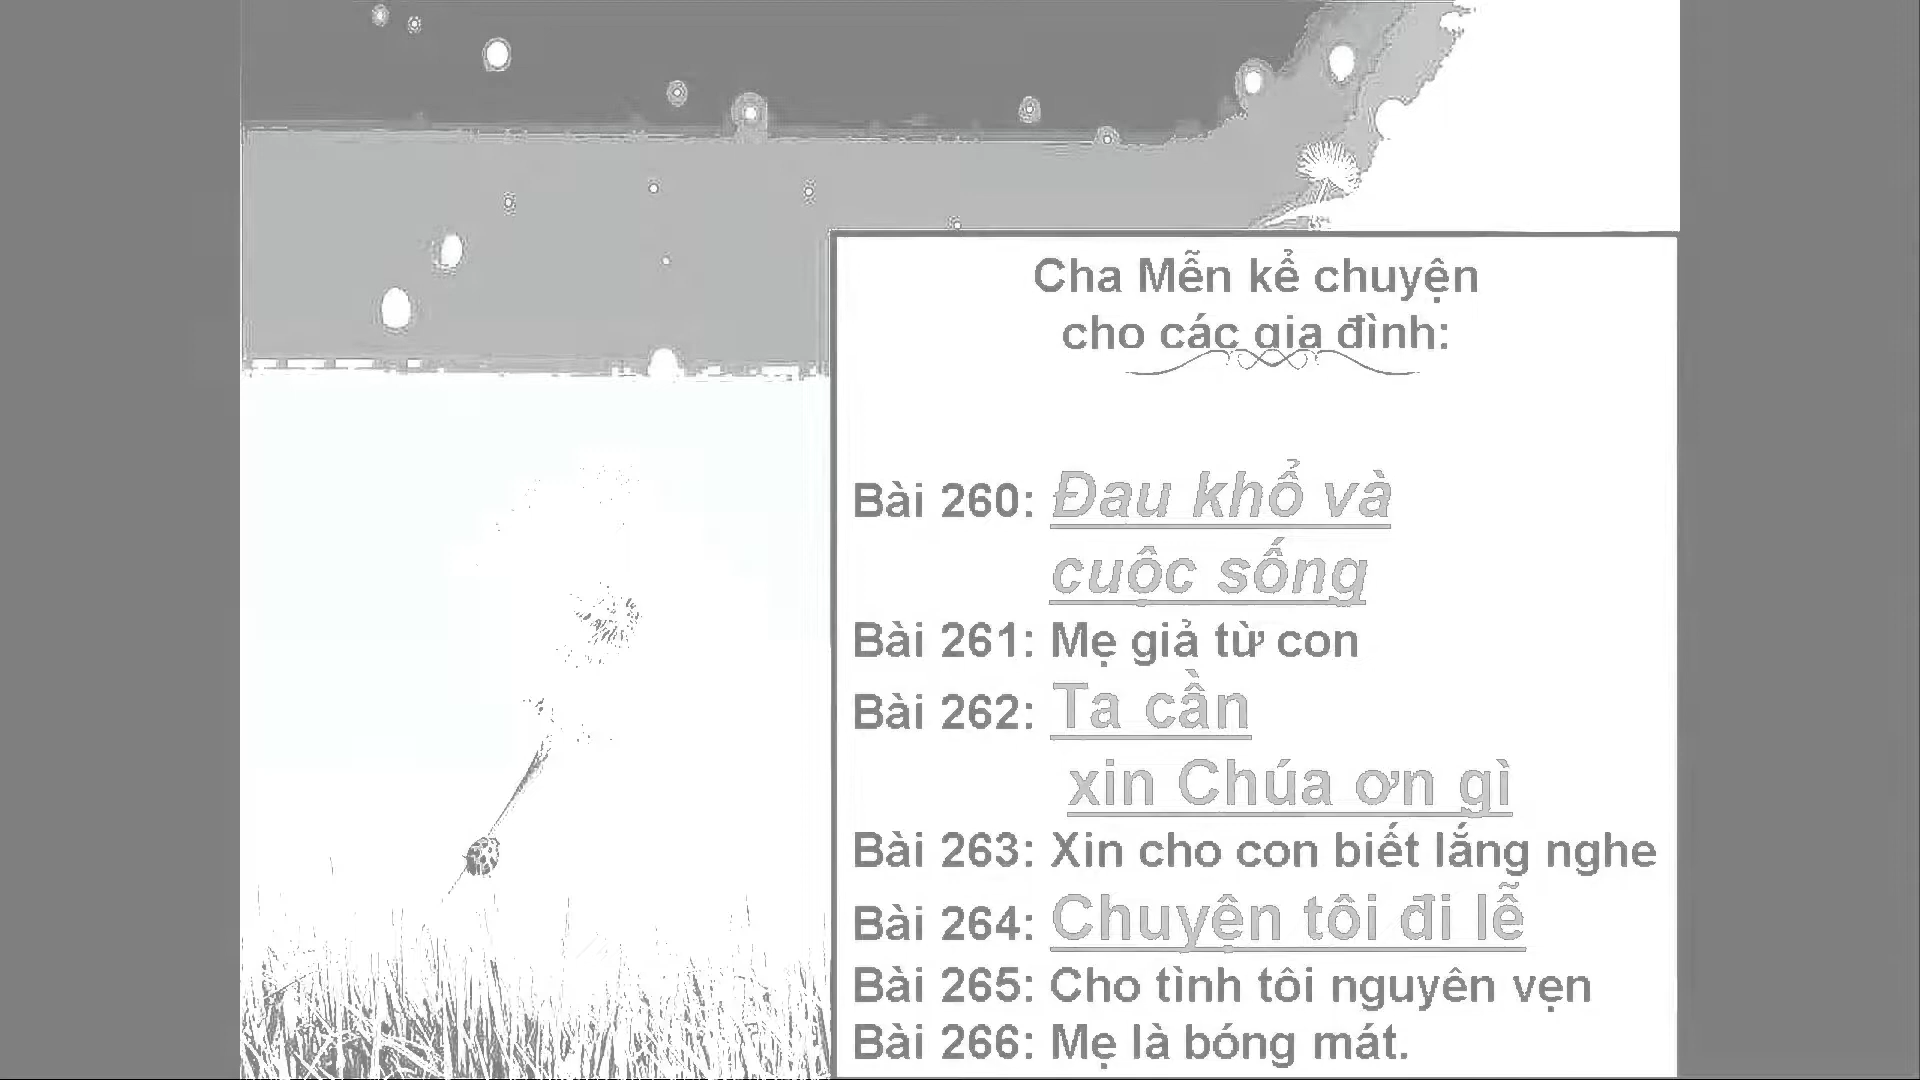 Cha Mễn kể chuyện
cho các gia đình:
Bài 260: Đau khổ và
cuộc sống
Bài 261: Mẹ giả từ con
Bài 262: Ta cần
xin Chúa ơn gì
Bài 263: Xin cho con biết lắng nghe
Bài 264: Chuyện tôi đi lễ
Bài 265: Cho tình tôi nguyên vẹn
Bài 266: Mẹ là bóng mát.